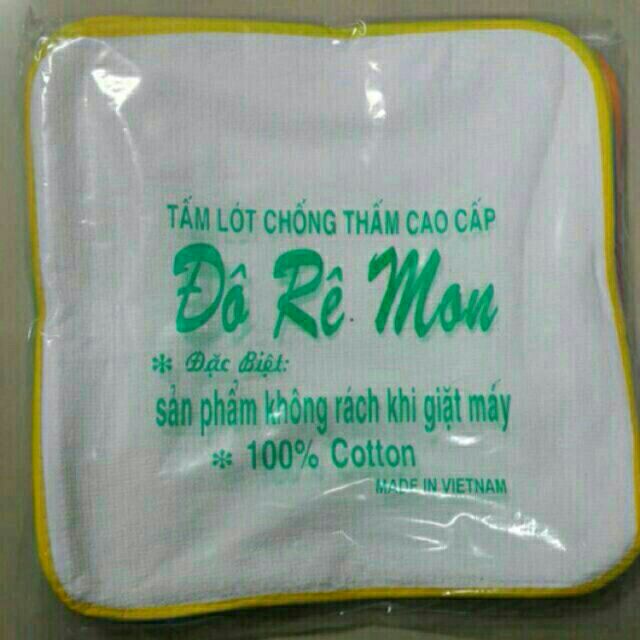 TẤM LÓT CHỐNG THẤM CAO CẤP
Đô Rê Mon
* Đặc Biệt:
sản phẩm không rách khi giặt mấy
* 100% Cotton
MADE IN VIETNAM